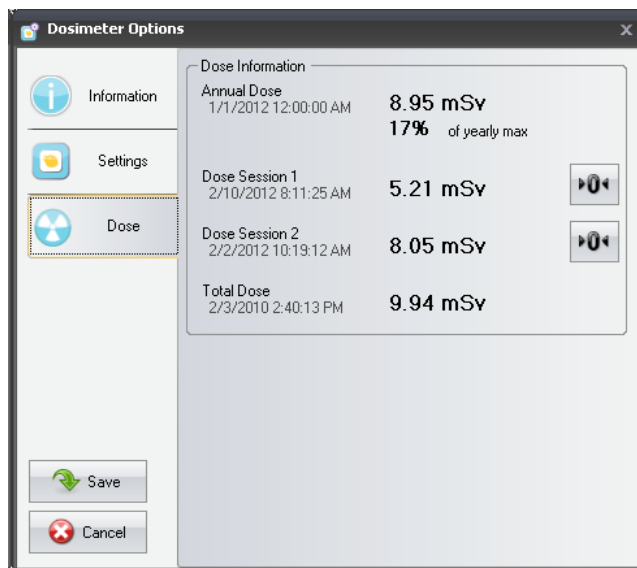 Dosimeter Options
Information
Settings
Dose
Save
Cancel
Dose Information
Annual Dose
1/1/2012 12:00:00 AM
8.95 mSv
17% of yearly max
Dose Session 1
2/10/2012 8:11:25 AM
5.21 mSv
0
Dose Session 2
2/2/2012 10:19:12 AM
8.05 mSv
0
Total Dose
2/3/2010 2:40:13 PM
9.94 mSv